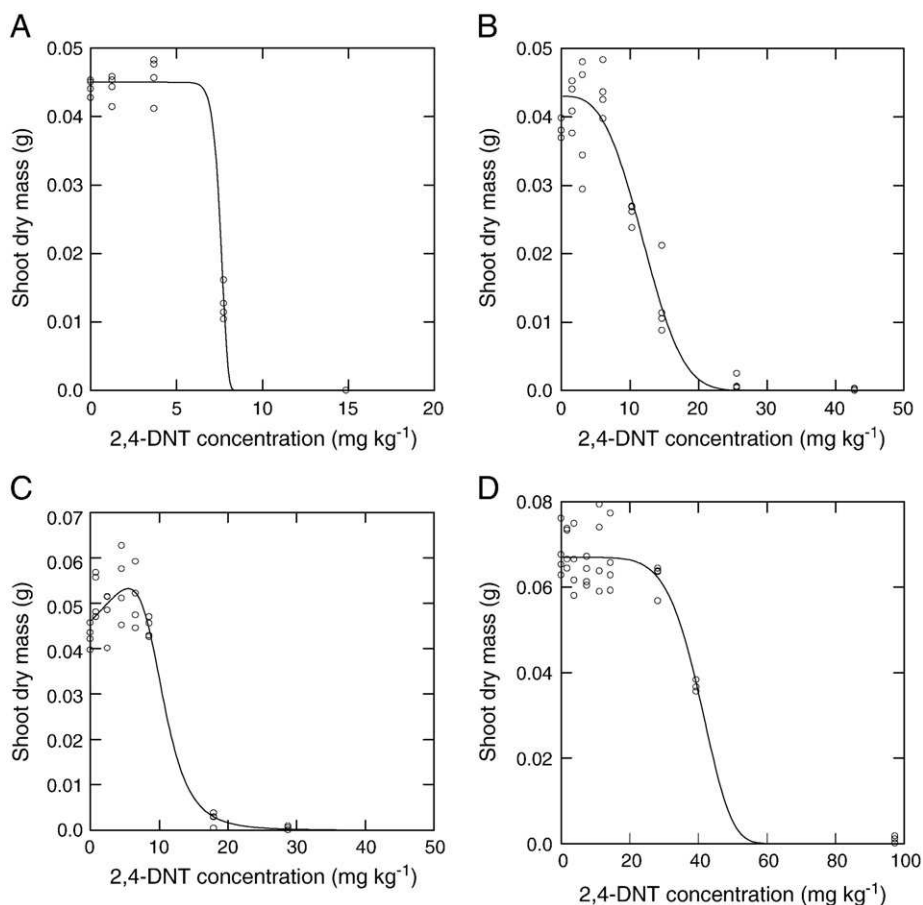 A
0.05
0.04
0.03
0.02
0.01
0.0
0 5 10 15 20
Shoot dry mass (g)
2,4-DNT concentration (mg kg-1)
B
0.05
0.04
0.03
0.02
0.01
0.0
0 10 20 30 40 50
Shoot dry mass (g)
2,4-DNT concentration (mg kg-1)
C
0.07
0.06
0.05
0.04
0.03
0.02
0.01
0.0
0 10 20 30 40 50
Shoot dry mass (g)
2,4-DNT concentration (mg kg-1)
D
0.08
0.06
0.04
0.02
0.0
0 20 40 60 80 100
Shoot dry mass (g)
2,4-DNT concentration (mg kg-1)